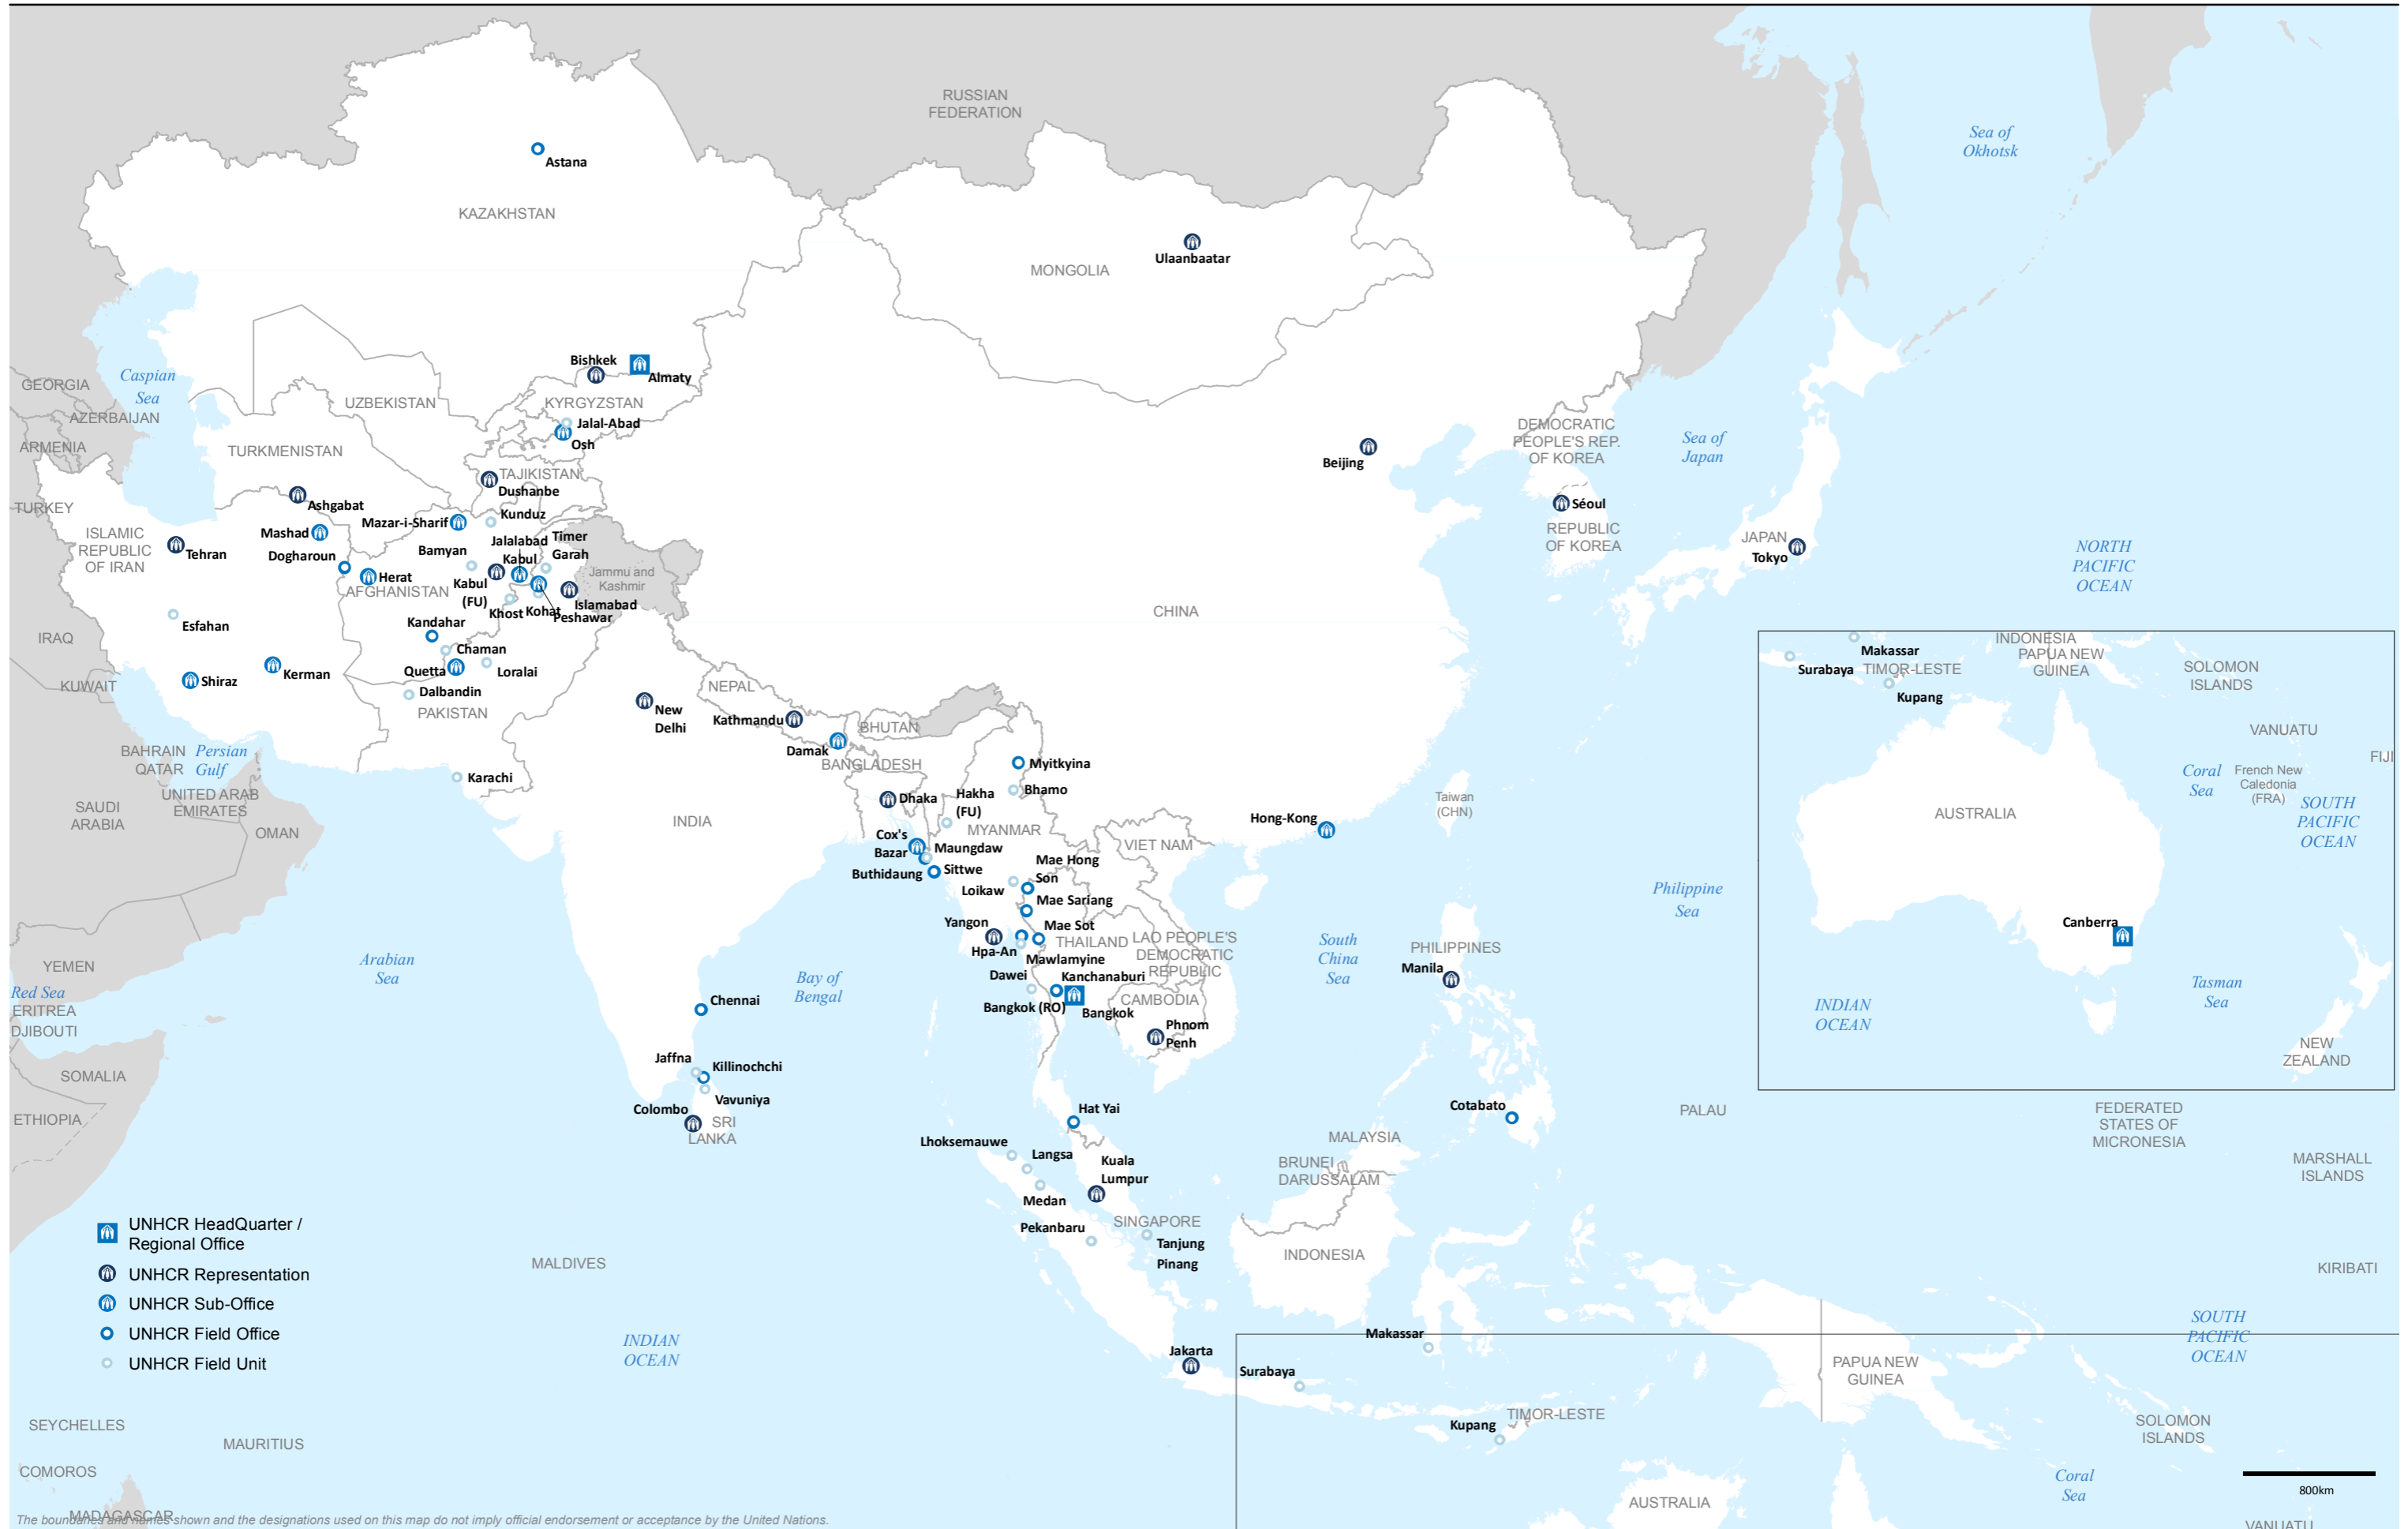 RUSSIAN
FEDERATION
Sea of
Okhotsk
Astana
KAZAKHSTAN
Ulaanbaatar
MONGOLIA
Bishkek
Almaty
GEORGIA
Caspian
Sea
AZERBAIJAN
ARMENIA
UZBEKISTAN
KYRGYZSTAN
Jalal-Abad
Osh
TURKMENISTAN
TAJIKISTAN
Dushanbe
Beijing
DEMOCRATIC
PEOPLE'S REP.
OF KOREA
Sea of
Japan
TURKEY
Ashgabat
Mazar-i-Sharif
Kunduz
Séoul
REPUBLIC
OF KOREA
ISLAMIC
REPUBLIC
OF IRAN
Tehran
Mashad
Dogharoun
Bamyan
Jalalabad
Kabul
Timer
Garah
JAPAN
Tokyo
NORTH
PACIFIC
OCEAN
Herat
AFGHANISTAN
Kabul
(FU)
Jammu and
Kashmir
Islamabad
Khost
Kohat
Peshawar
CHINA
Esfahan
IRAQ
Kandahar
Chaman
Quetta
Loralai
Kerman
Shiraz
KUWAIT
Dalbandin
PAKISTAN
New
Delhi
NEPAL
Kathmandu
BHUTAN
Damak
BANGLADESH
BAHRAIN
QATAR
Persian
Gulf
UNITED ARAB
EMIRATES
SAUDI
ARABIA
OMAN
Karachi
INDIA
Dhaka
Myitkyina
Bhamo
Hakha
(FU)
MYANMAR
Cox's
Bazar
Maungdaw
Buthidaung
Sittwe
VIET NAM
Hong-Kong
Taiwan
(CHN)
Mae Hong
Son
Loikaw
Mae Sariang
Yangon
Mae Sot
Hpa-An
THAILAND
Mawlamyine
LAO PEOPLE'S
DEMOCRATIC
REPUBLIC
Dawei
Kanchanaburi
Bangkok (RO)
Bangkok
CAMBODIA
Phnom
Penh
South
China
Sea
Philippine
Sea
PHILIPPINES
Manila
YEMEN
Red Sea
ERITREA
DJIBOUTI
Arabian
Sea
Bay of
Bengal
Chennai
Jaffna
Killinochchi
Vavuniya
Colombo
SRI
LANKA
SOMALIA
ETHIOPIA
Hat Yai
Lhoksemauwe
Langsa
Kuala
Lumpur
Medan
Pekanbaru
SINGAPORE
Tanjung
Pinang
MALAYSIA
BRUNEI
DARUSSALAM
INDONESIA
Cotabato
PALAU
FEDERATED
STATES OF
MICRONESIA
MARSHALL
ISLANDS
KIRIBATI
Makassar
Surabaya
INDONESIA
PAPUA NEW
GUINEA
TIMOR-LESTE
Kupang
SOLOMON
ISLANDS
VANUATU
FIJI
Coral
Sea
French New
Caledonia
(FRA)
SOUTH
PACIFIC
OCEAN
AUSTRALIA
Canberra
INDIAN
OCEAN
Tasman
Sea
NEW
ZEALAND
UNHCR HeadQuarter /
Regional Office
UNHCR Representation
UNHCR Sub-Office
UNHCR Field Office
UNHCR Field Unit
MALDIVES
INDIAN
OCEAN
Jakarta
Makassar
Surabaya
Kupang
TIMOR-LESTE
PAPUA NEW
GUINEA
SOUTH
PACIFIC
OCEAN
SOLOMON
ISLANDS
Coral
Sea
AUSTRALIA
VANUATU
SEYCHELLES
MAURITIUS
COMOROS
MADAGASCAR
800km
The boundaries and names shown and the designations used on this map do not imply official endorsement or acceptance by the United Nations.